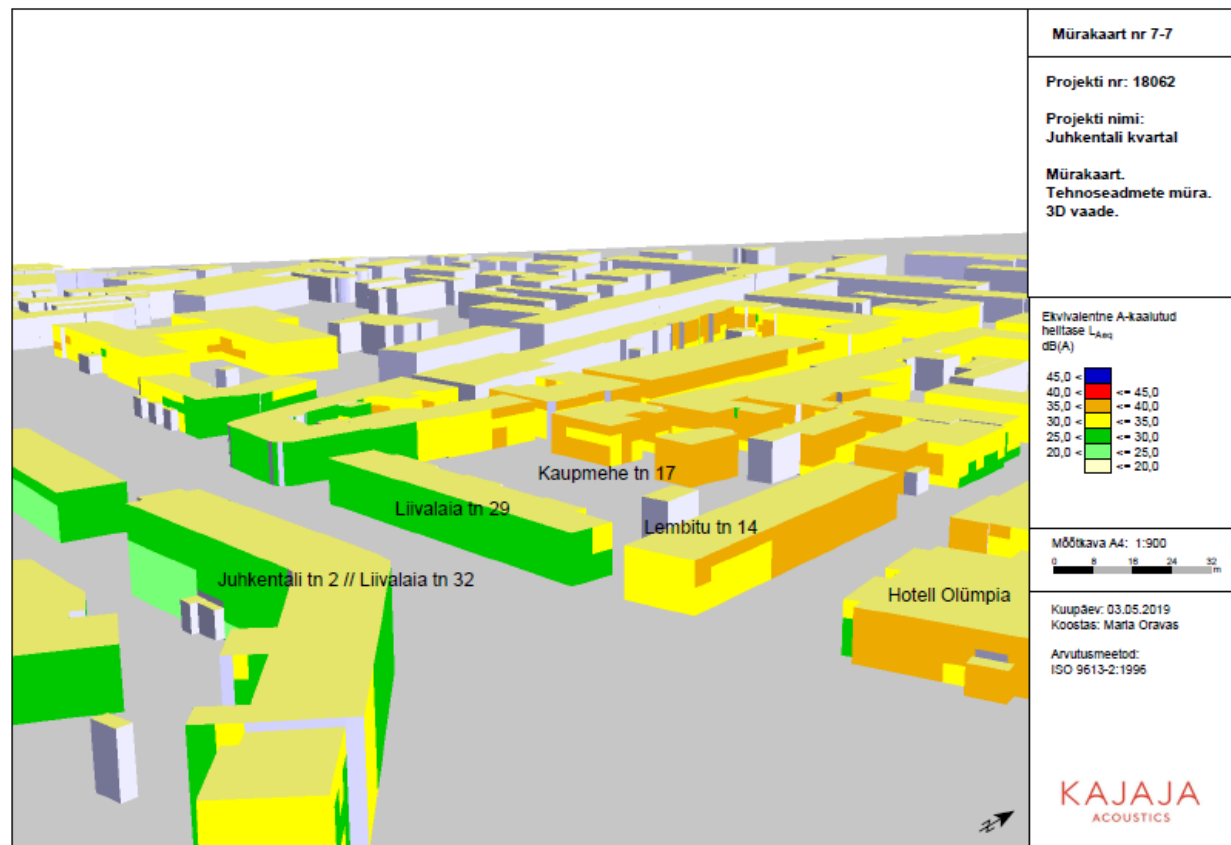 Mürakaart nr 7-7
Projekti nr: 18062
Projekti nimi:
Juhkentali kvartal
Mürakaart.
Tehnoseadmete müra.
3D vaade.
Ekvivalentne A-kaalutud
helitase LAeq
dB(A)
45,0 <
40,0 < <= 45,0
35,0 < <= 40,0
30,0 < <= 35,0
25,0 < <= 30,0
20,0 < <= 25,0
<= 20,0
Mõõtkava A4: 1:900
0 8 16 24 32
m
Kuupäev: 03.05.2019
Koostas: Maria Oravas
Arvutusmeetod:
ISO 9613-2:1996
KAJAJA
ACOUSTICS
Kaupmehe tn 17
Liivalaia tn 29
Lembitu tn 14
Juhkentali tn 2 // Liivalaia tn 32
Hotell Olümpia
N